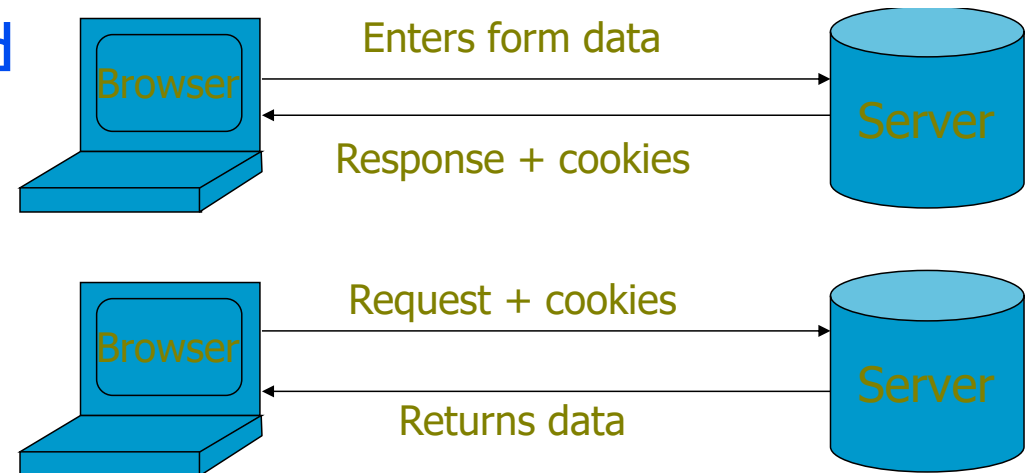 Enters form data
Browser
Server
Response + cookies
Request + cookies
Browser
Server
Returns data